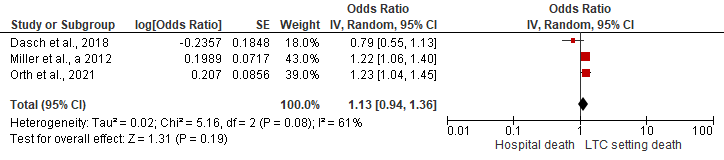 Odds Ratio Odds Ratio
Study or Subgroup log[Odds Ratio] SE Weight IV, Random, 95% CI IV, Random, 95% CI
Dasch et al., 2018 -0.2357 0.1848 18.0% 0.79 [0.55, 1.13]
Miller et al., a 2012 0.1989 0.0717 43.0% 1.22 [1.06, 1.40]
Orth et al., 2021 0.207 0.0856 39.0% 1.23 [1.04, 1.45]
Total (95% CI) 100.0% 1.13 [0.94, 1.36]
Heterogeneity: Tau² = 0.02; Chi² = 5.16, df = 2 (P = 0.08); I² = 61%
Test for overall effect: Z = 1.31 (P = 0.19)
0.01 0.1 1 10 100
Hospital death LTC setting death